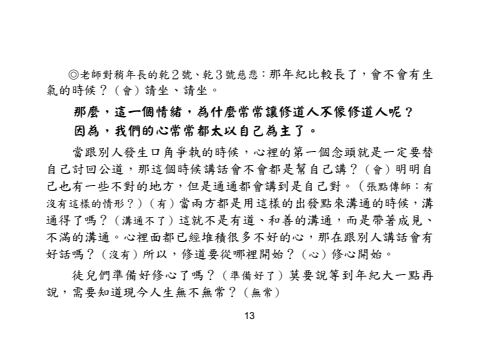 ◎老師對稍年長的乾2號、乾3號慈悲：那年紀比較長了，會不會有生
氣的時候？（會）請坐、請坐。
那麼，這一個情緒，為什麼常常讓修道人不像修道人呢？
因為，我們的心常常都太以自己為主了。
當跟別人發生口角爭執的時候，心裡的第一個念頭就是一定要替
自己討回公道，那這個時候講話會不會都是幫自己講？（會）明明自
己也有一些不對的地方，但是通通都會講到是自己對。（張點傳師：有
沒有這樣的情形？）（有）當兩方都是用這樣的出發點來溝通的時候，溝
通得了嗎？（溝通不了）這就不是有道、和善的溝通，而是帶著成見、
不滿的溝通。心裡面都已經堆積很多不好的心，那在跟別人講話會有
好話嗎？（沒有）所以，修道要從哪裡開始？（心）修心開始。
徒兒們準備好修心了嗎？（準備好了）莫要說等到年紀大一點再
說，需要知道現今人生無不無常？（無常）
13